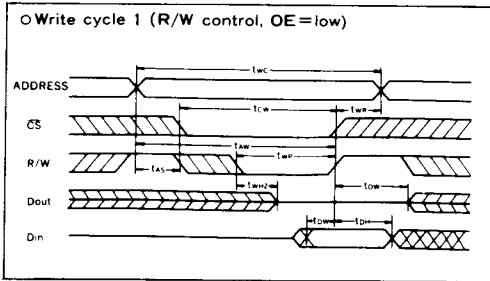 ○ Write cycle 1 (R/W control, OE=low)
tWC
ADDRESS
tCW tWR
CS
tAW
R/W
tAS tWP
tWHZ tOW
Dout
tDW tDH
Din